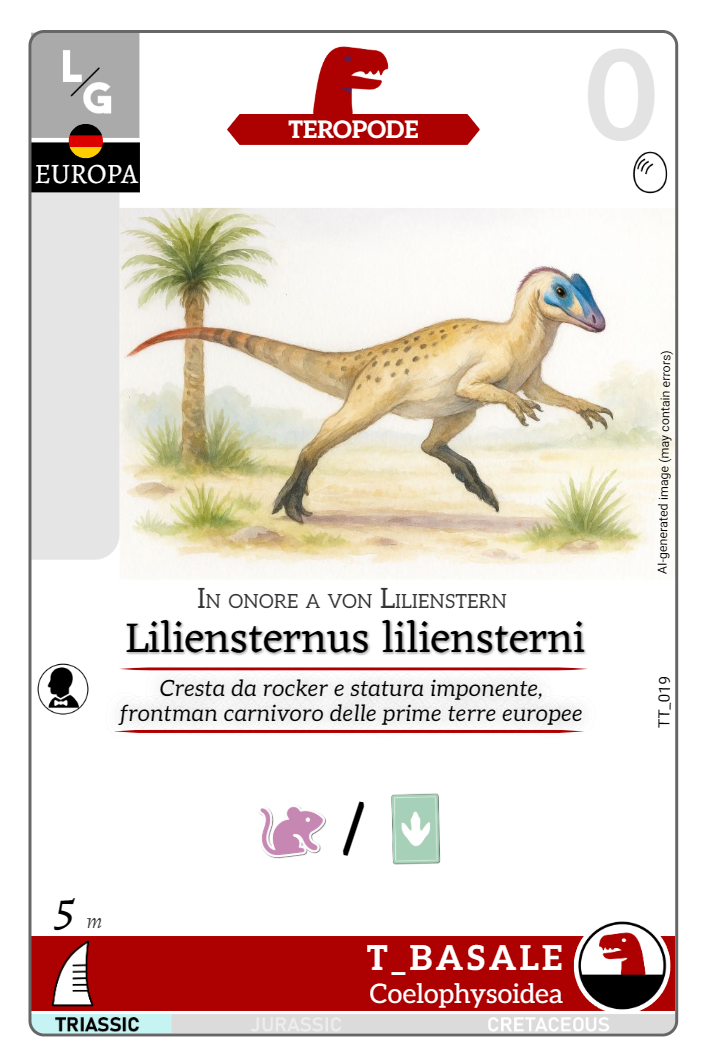 L/G
EUROPA
TEROPODE
0
AI-generated image (may contain errors)
In onore a von Lilienstern
Liliensternus liliensterni
Cresta da rocker e statura imponente,
frontman carnivoro delle prime terre europee
TT_019
/
5 m
T_BASALE
Coelophysoidea
TRIASSIC JURASSIC CRETACEOUS